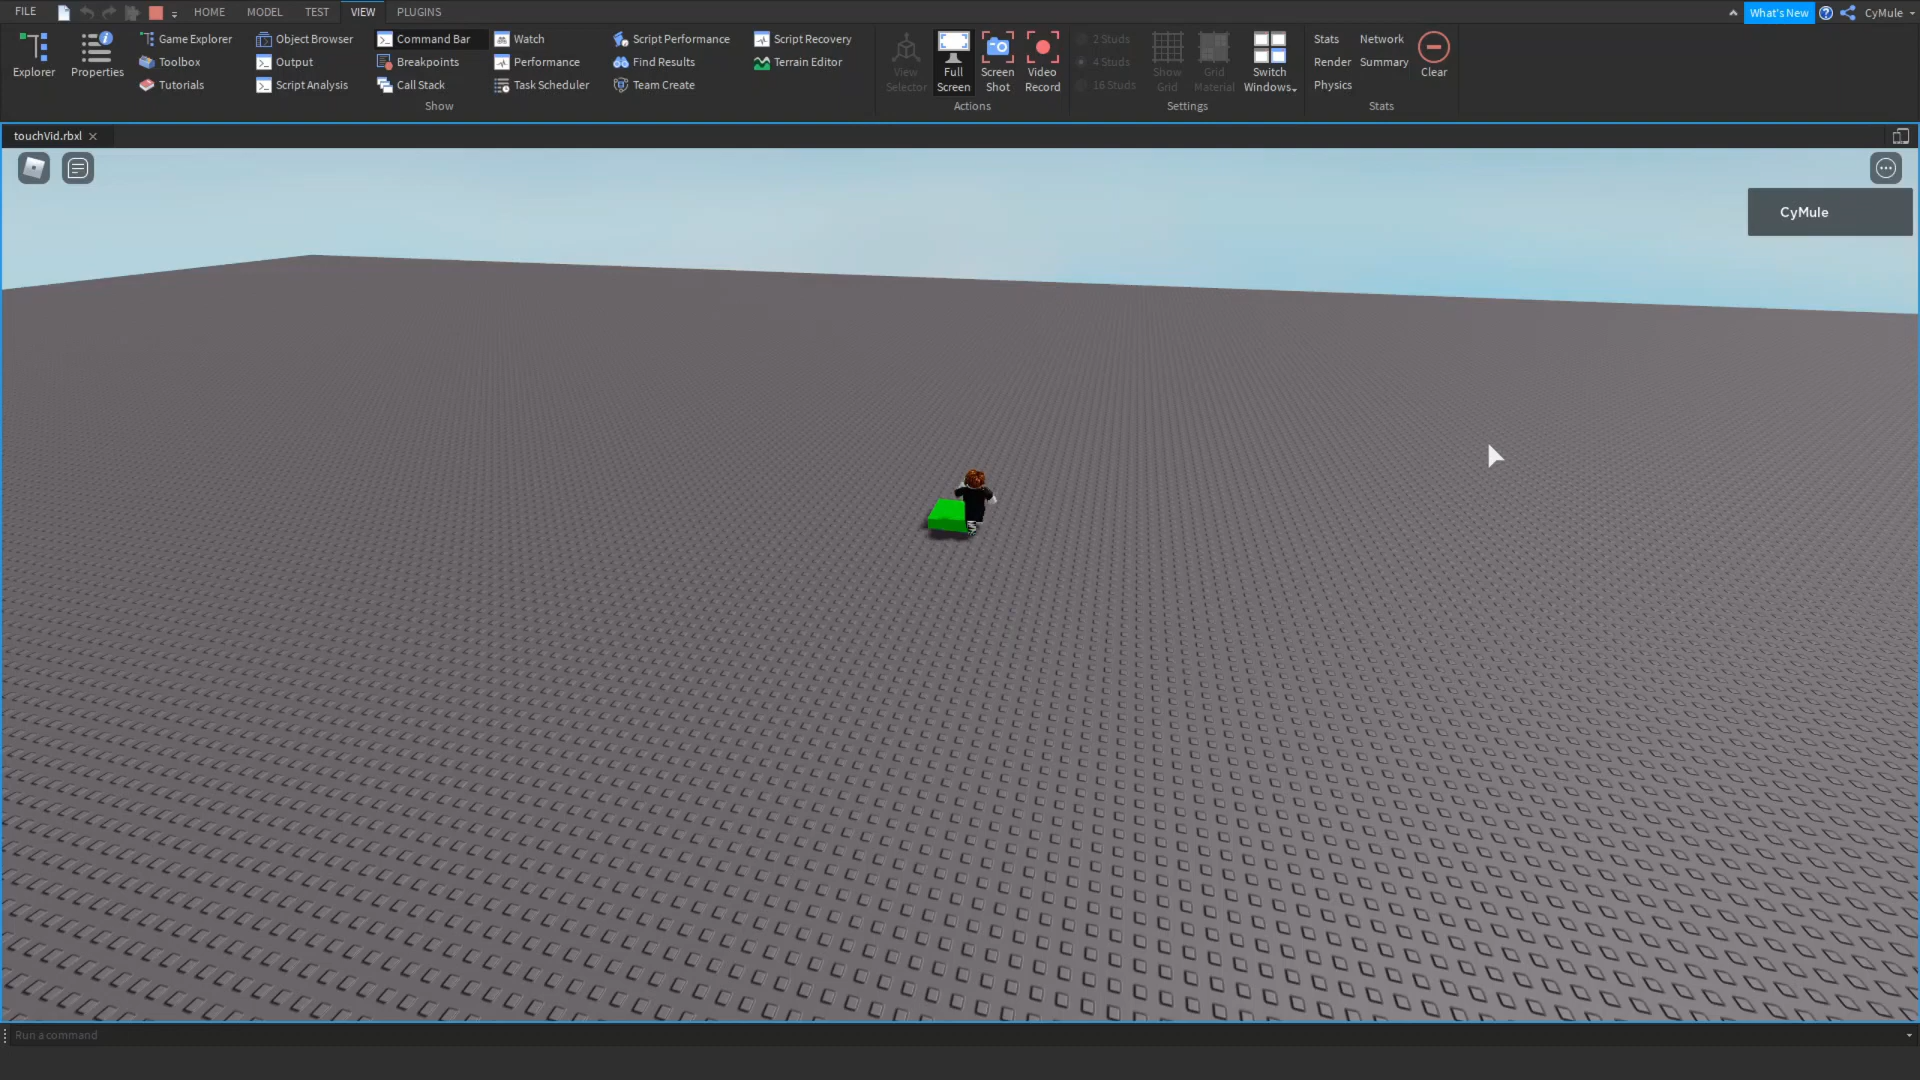 FILE
HOME
MODEL
TEST
VIEW
PLUGINS
What's New
CyMule
Explorer
Properties
Game Explorer
Toolbox
Tutorials
Object Browser
Output
Script Analysis
Command Bar
Breakpoints
Call Stack
Watch
Performance
Task Scheduler
Script Performance
Find Results
Team Create
Script Recovery
Terrain Editor
Show
View
Selector
Full
Screen
Screen
Shot
Video
Record
Actions
2 Studs
4 Studs
16 Studs
Show
Grid
Grid
Material
Switch
Windows
Settings
Stats
Network
Render
Summary
Physics
Clear
Stats
touchVid.rbxl
CyMule
Run a command